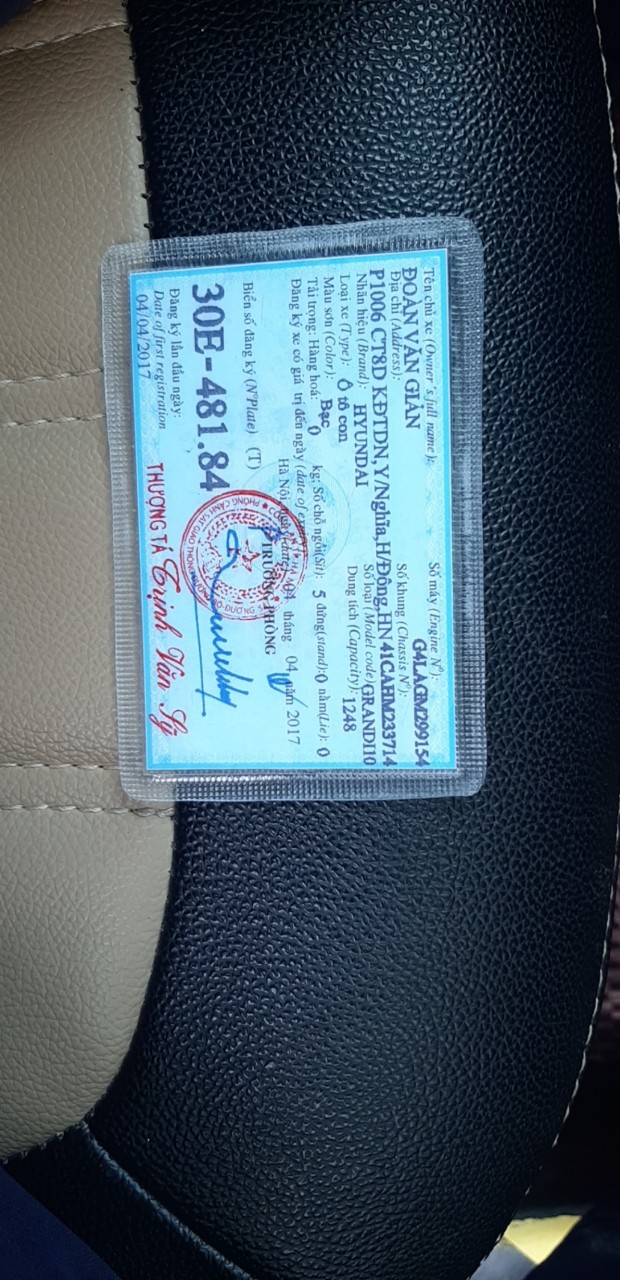 Tên chủ xe (Owner's full name):
ĐOÀN VĂN GIẢN
Địa chỉ (Address):
P1006 CT8D KĐTDN,Y/Nghĩa,H/Đông,HN
Số máy (Engine Nº):
G4LAGM299154
Số khung (Chassis Nº):
41CAHM233714
Nhãn hiệu (Brand): HYUNDAI
Số loại (Model code) GRANDI10
Loại xe (Type): Ô tô con
Dung tích (Capacity): 1248
Màu sơn (Color): Bạc
Tải trọng: Hàng hoá: 0 kg; Số chỗ ngồi(Sit): 5 đứng(stand):0 nằm(Lie): 0
Đăng ký xe có giá trị đến ngày (date of expiry)
Hà Nội, ngày(date) 04 tháng 04 năm 2017
P TRƯỞNG PHÒNG
Biển số đăng ký (NºPlate) (T)
30E-481.84
Đăng ký lần đầu ngày:
Date of first registration
04/04/2017
THƯỢNG TÁ Trịnh Văn Sỹ